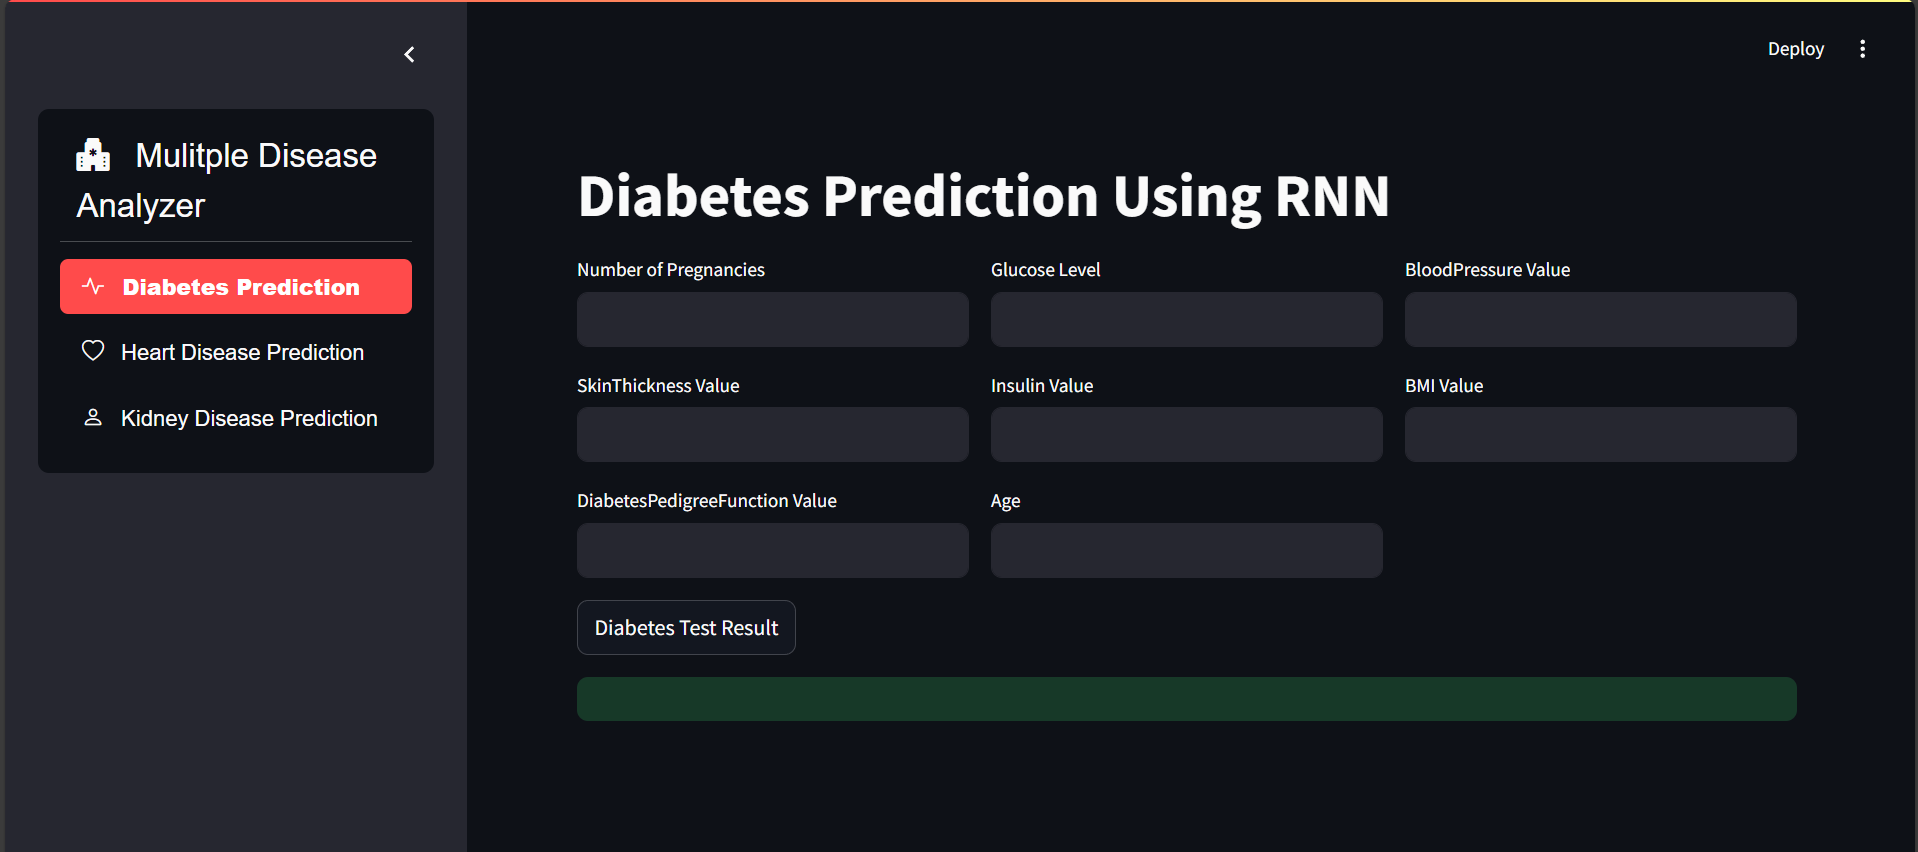 Deploy
Mulitple Disease
Analyzer
Diabetes Prediction
Heart Disease Prediction
Kidney Disease Prediction
Diabetes Prediction Using RNN
Number of Pregnancies
Glucose Level
BloodPressure Value
SkinThickness Value
Insulin Value
BMI Value
DiabetesPedigreeFunction Value
Age
Diabetes Test Result